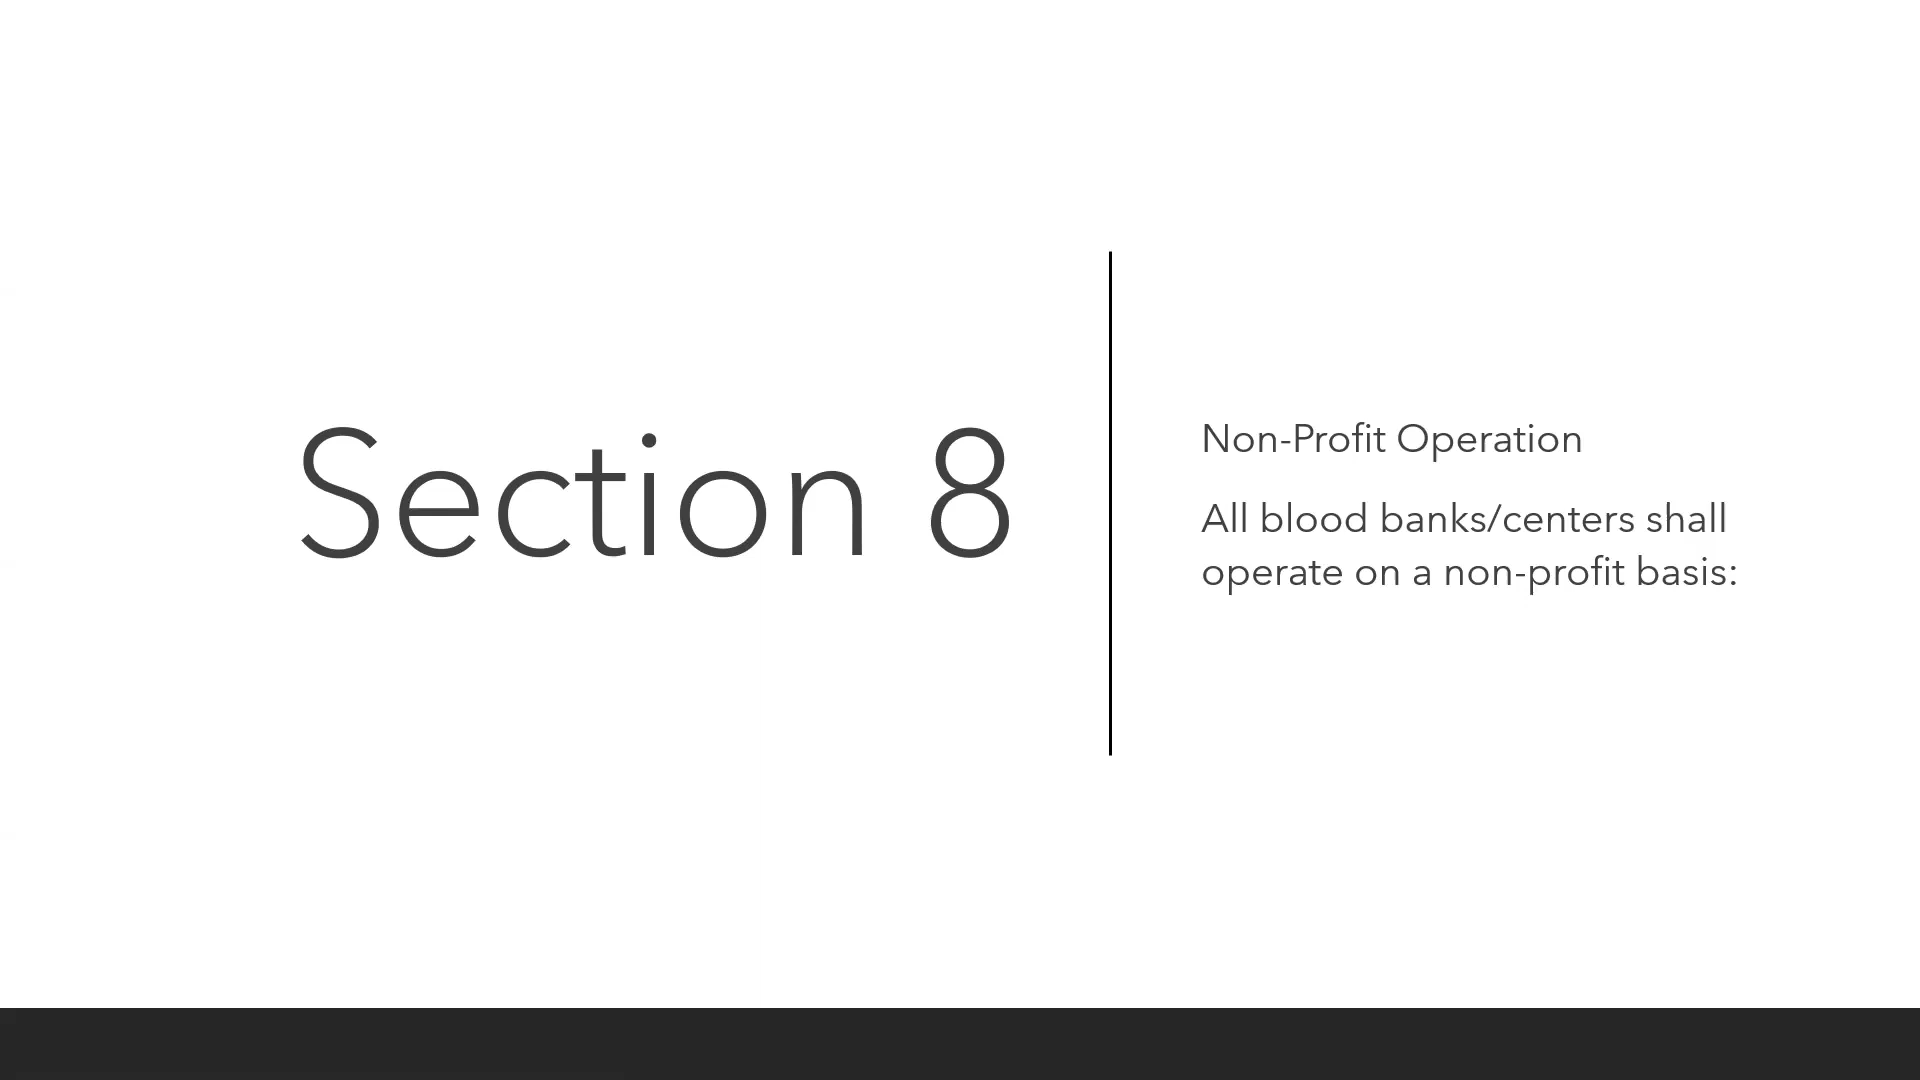 Section 8
Non-Profit Operation
All blood banks/centers shall
operate on a non-profit basis: